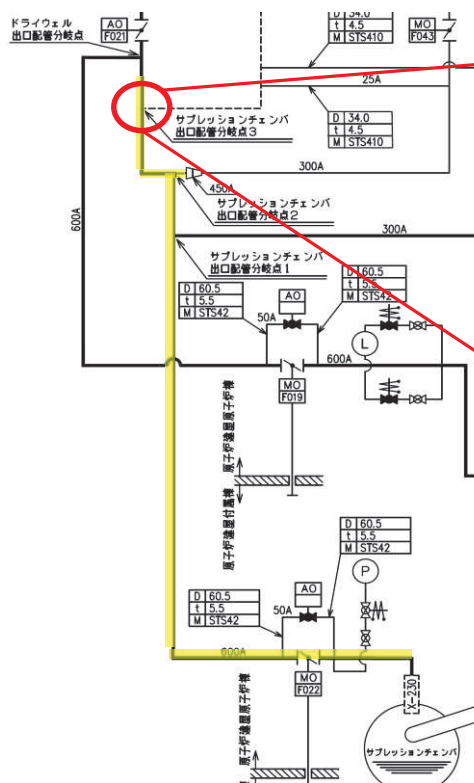 ドライウェル
出口配管分岐点
AO
F021
D 34.0
t 4.5
M STS410
MO
F043
25A
サプレッションチェンバ
出口配管分岐点3
D 34.0
t 4.5
M STS410
300A
450A
サプレッションチェンバ
出口配管分岐点2
600A
300A
サプレッションチェンバ
出口配管分岐点1
D 60.5
t 5.5
M STS42
AO
D 60.5
t 5.5
M STS42
50A
L
600A
MO
F019
原子炉建屋原子炉棟
原子炉建屋付属棟
D 60.5
t 5.5
M STS42
P
AO
D 60.5
t 5.5
M STS42
50A
600A
MO
F022
X-230
原子炉建屋原子炉棟
サプレッションチェンバ